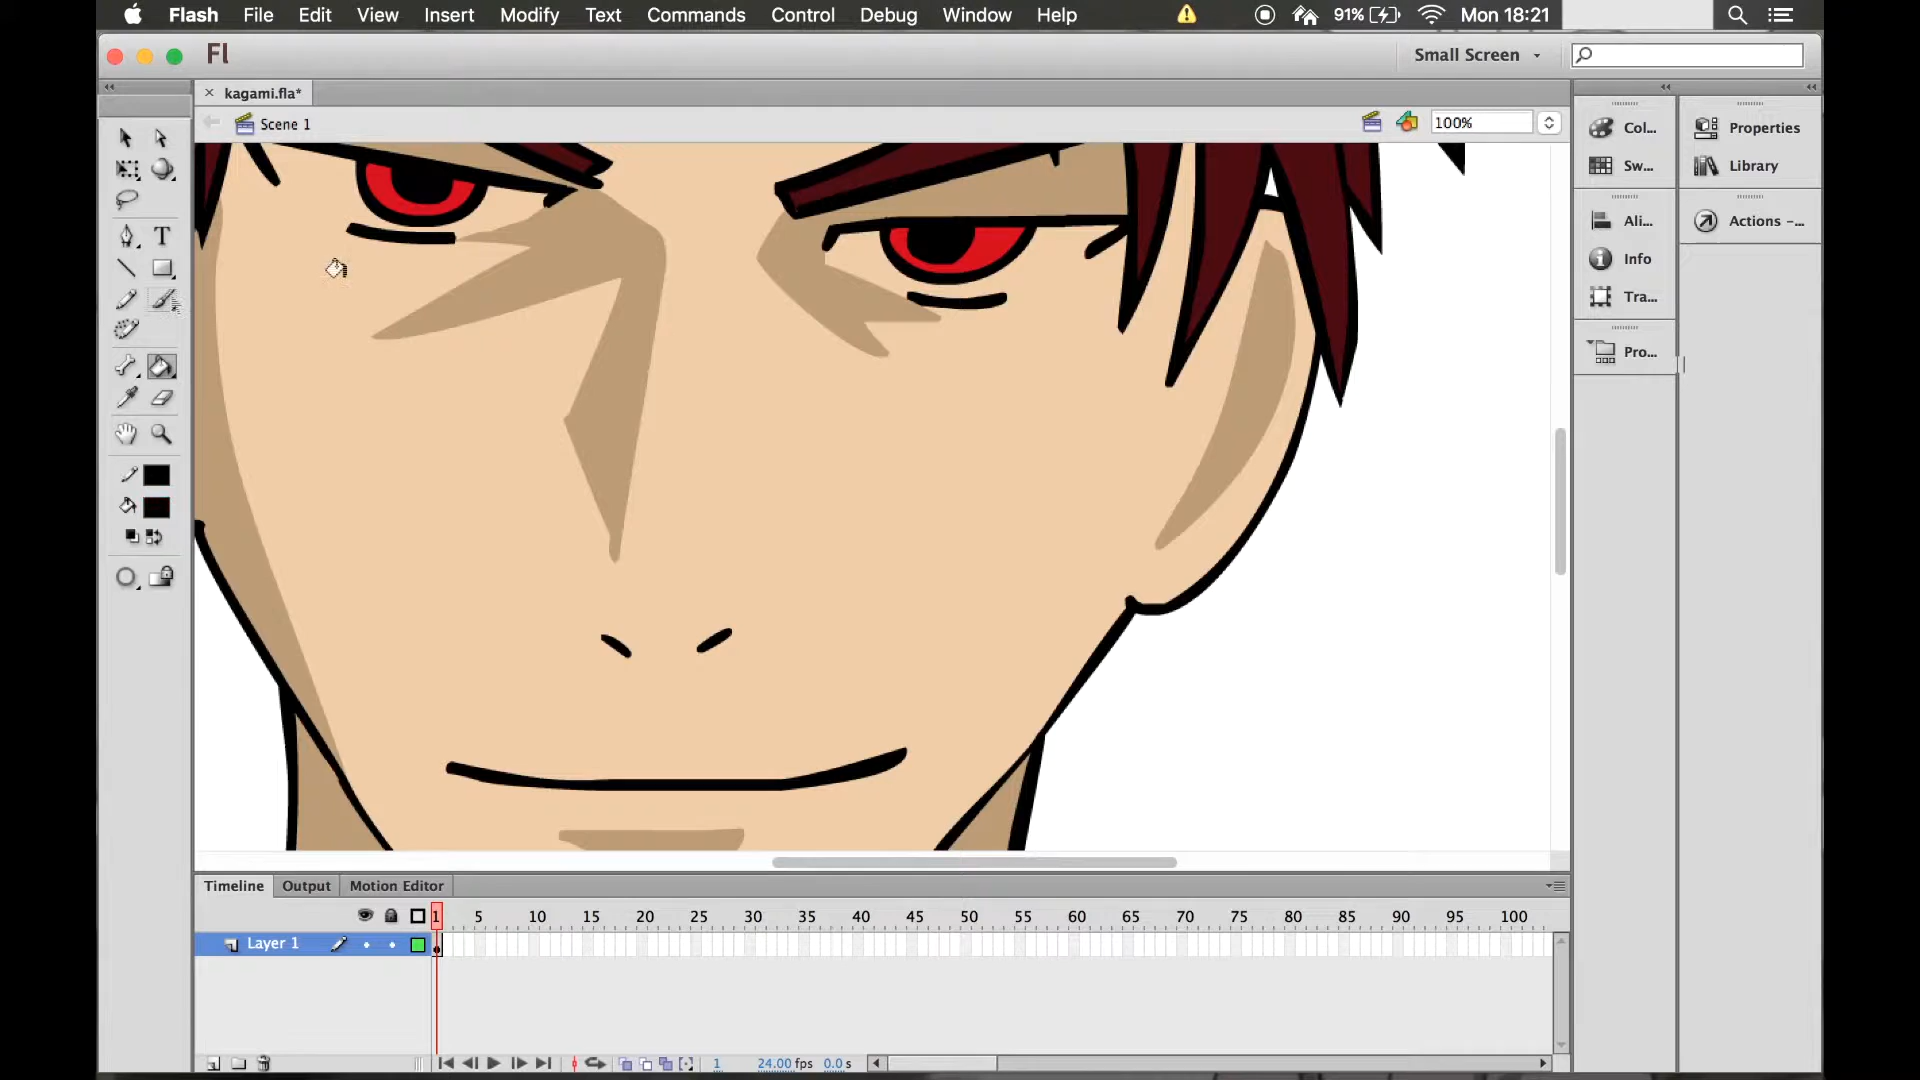 Flash File Edit View Insert Modify Text Commands Control Debug Window Help 91% Mon 18:21
Fl Small Screen
kagami.fla*
Scene 1 100%
Col... Properties
Sw... Library
Ali... Actions -...
Info
Tra...
Pro...
T
Timeline Output Motion Editor
1 5 10 15 20 25 30 35 40 45 50 55 60 65 70 75 80 85 90 95 100
Layer 1
1 24.00 fps 0.0 s